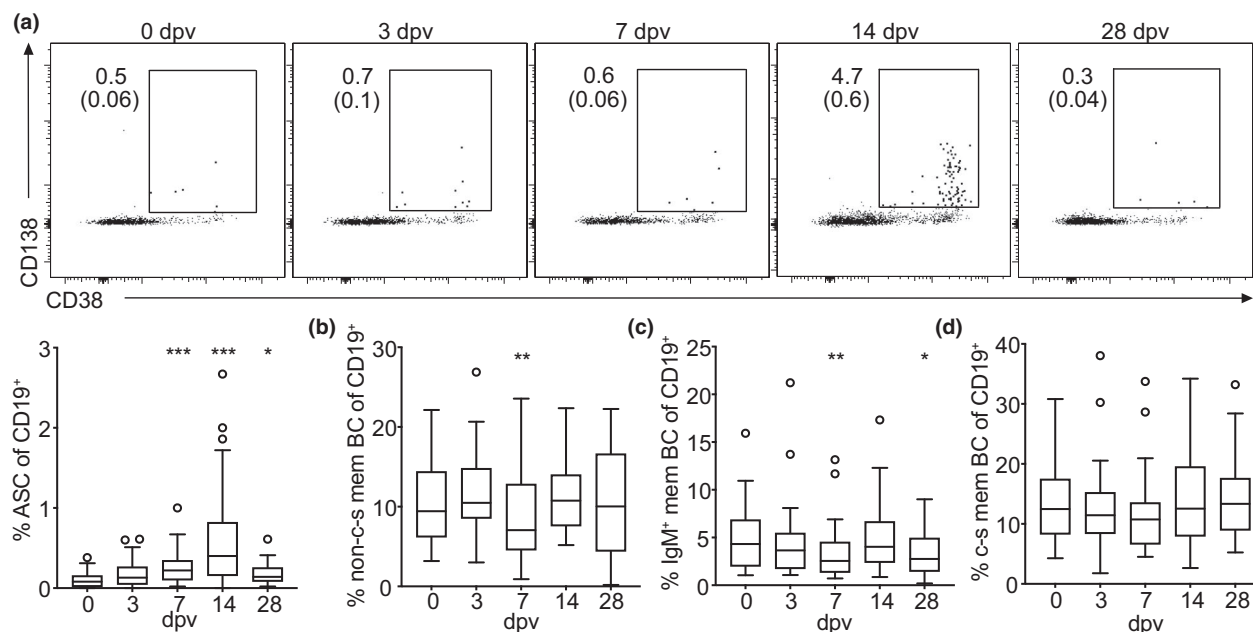 (a)
0 dpv 3 dpv 7 dpv 14 dpv 28 dpv
0.5
(0.06)
0.7
(0.1)
0.6
(0.06)
4.7
(0.6)
0.3
(0.04)
CD138
CD38
% ASC of CD19+
3
2
1
0
*** *** *
0 3 7 14 28
dpv
(b)
% non-c-s mem BC of CD19+
30
20
10
0
**
0 3 7 14 28
dpv
(c)
% IgM+ mem BC of CD19+
25
20
15
10
5
0
** *
0 3 7 14 28
dpv
(d)
% c-s mem BC of CD19+
40
30
20
10
0
0 3 7 14 28
dpv